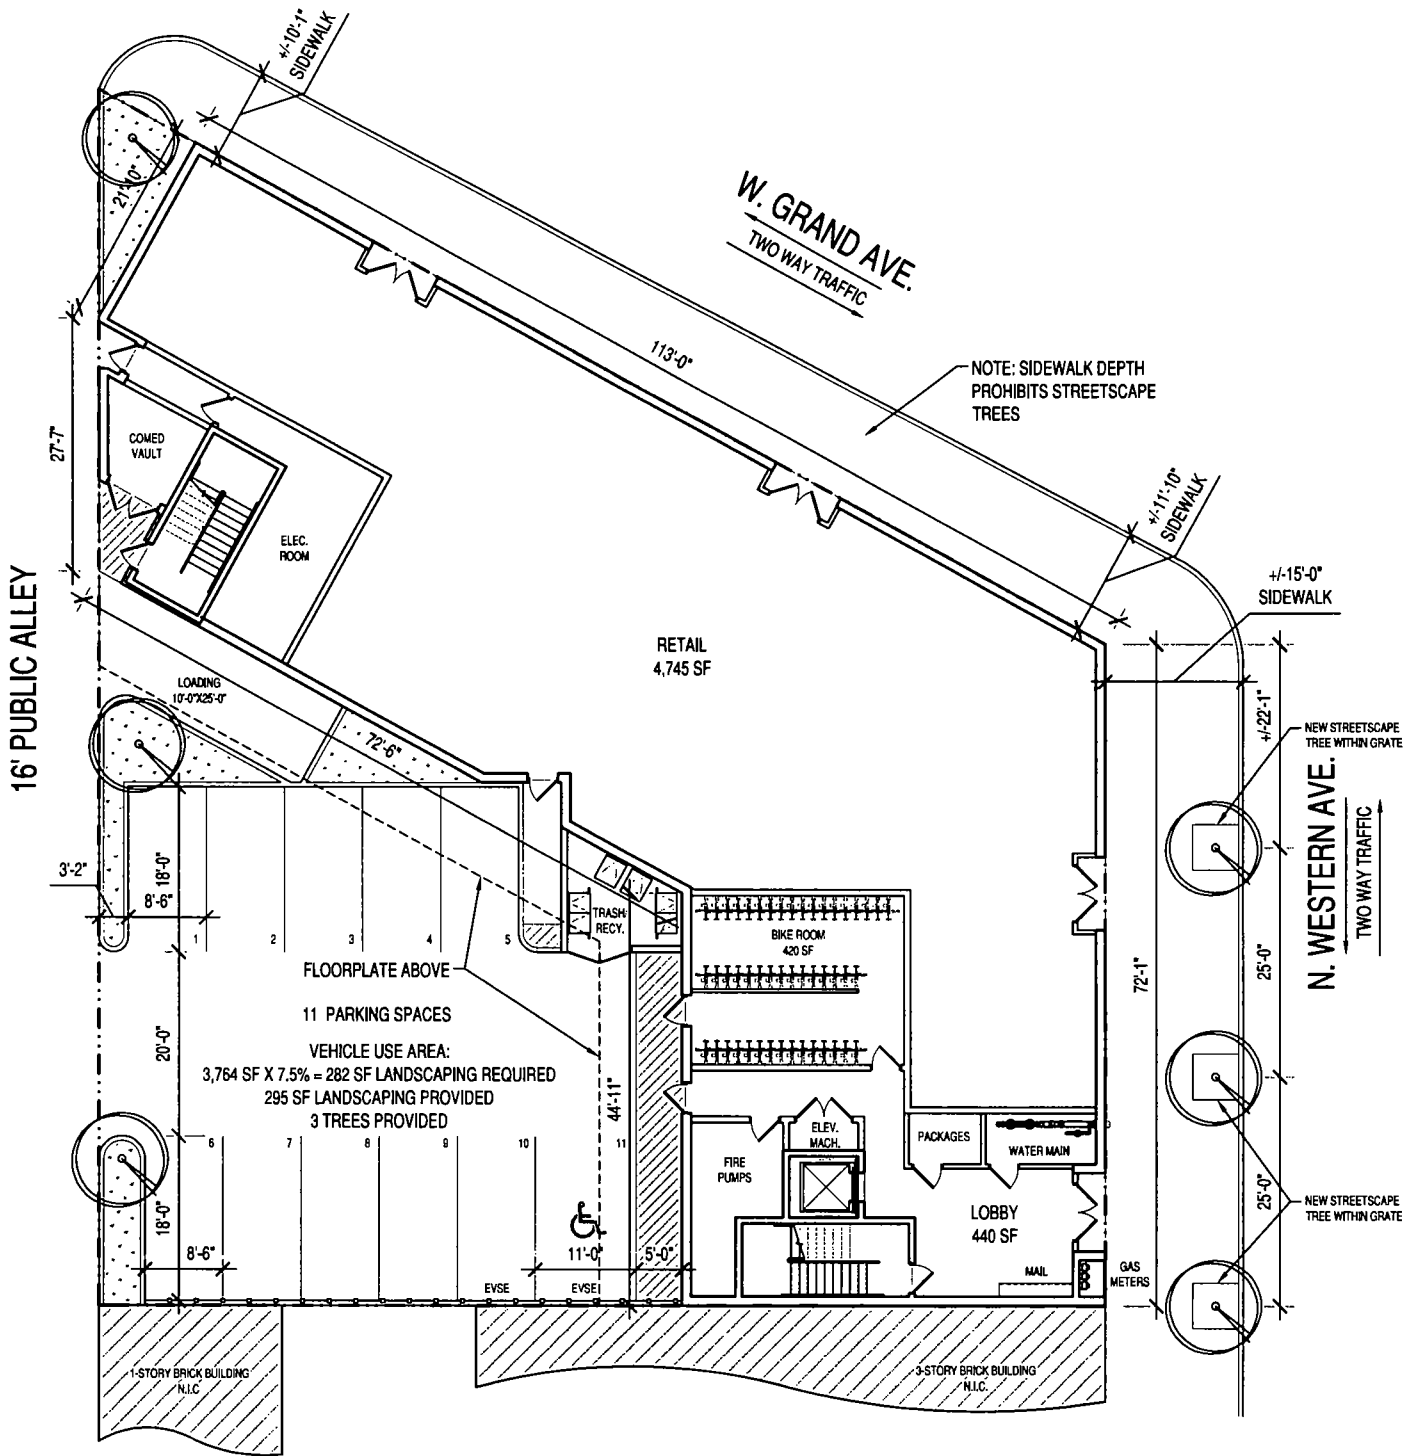 +/-10'-1"
SIDEWALK
W. GRAND AVE.
TWO WAY TRAFFIC
21'-10"
113'-0"
NOTE: SIDEWALK DEPTH
PROHIBITS STREETSCAPE
TREES
27'-7"
COMED
VAULT
ELEC.
ROOM
+/-11'-10"
SIDEWALK
+/-15'-0"
SIDEWALK
16' PUBLIC ALLEY
RETAIL
4,745 SF
LOADING
10'-0"X25'-0"
72'-6"
+/-22'-1"
NEW STREETSCAPE
TREE WITHIN GRATE
N. WESTERN AVE.
TWO WAY TRAFFIC
3'-2"
18'-0"
8'-6"
1
2
3
4
5
TRASH
RECY.
BIKE ROOM
420 SF
72'-1"
25'-0"
FLOORPLATE ABOVE
11 PARKING SPACES
VEHICLE USE AREA:
3,764 SF X 7.5% = 282 SF LANDSCAPING REQUIRED
295 SF LANDSCAPING PROVIDED
3 TREES PROVIDED
20'-0"
44'-11"
6
7
8
9
10
11
FIRE
PUMPS
ELEV.
MACH.
PACKAGES
WATER MAIN
LOBBY
440 SF
25'-0"
NEW STREETSCAPE
TREE WITHIN GRATE
18'-0"
8'-6"
11'-0"
5'-0"
EVSE
EVSE
MAIL
GAS
METERS
1-STORY BRICK BUILDING
N.I.C
3-STORY BRICK BUILDING
N.I.C.